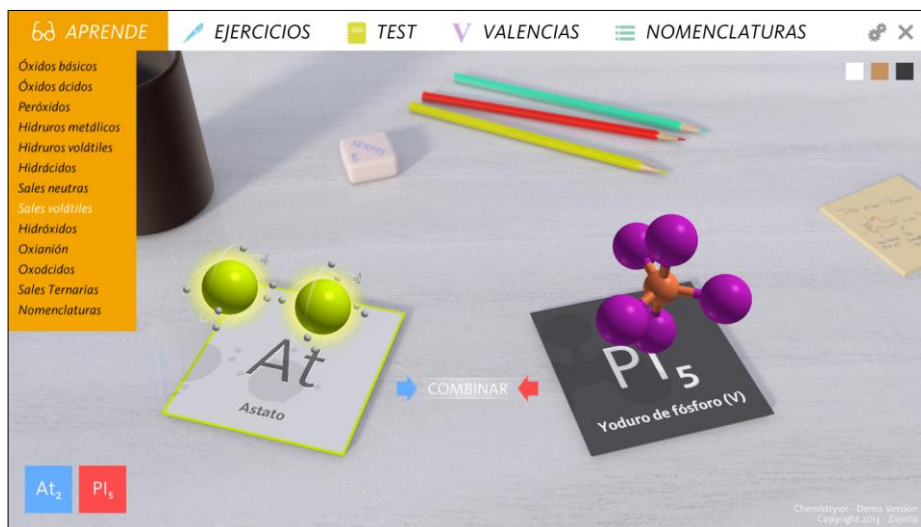 APRENDE
EJERCICIOS
TEST
VALENCIAS
NOMENCLATURAS
Óxidos básicos
Óxidos ácidos
Peróxidos
Hidruros metálicos
Hidruros volátiles
Hidrácidos
Sales neutras
Sales volátiles
Hidróxidos
Oxianión
Oxoácidos
Sales Ternarias
Nomenclaturas
SERPIS
At
Astato
COMBINAR
PI₅
Yoduro de fósforo (V)
At₂
PI₅
Chemistry101 - Demo Version
Copyright 2013 - Zientia